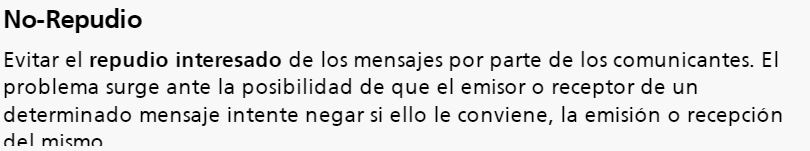 No-Repudio
Evitar el repudio interesado de los mensajes por parte de los comunicantes. El
problema surge ante la posibilidad de que el emisor o receptor de un
determinado mensaje intente negar si ello le conviene, la emisión o recepción
del mismo